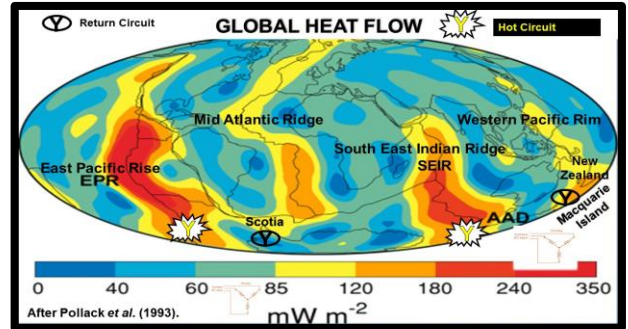 Y Return Circuit
GLOBAL HEAT FLOW
Y
Hot Circuit
Mid Atlantic Ridge
Western Pacific Rim
South East Indian Ridge
SEIR
East Pacific Rise
EPR
New
Zealand
Y
Macquarie
Island
AAD
Scotia
Y
Y
Y
0 40 60 85 120 180 240 350
mW m-2
After Pollack et al. (1993).